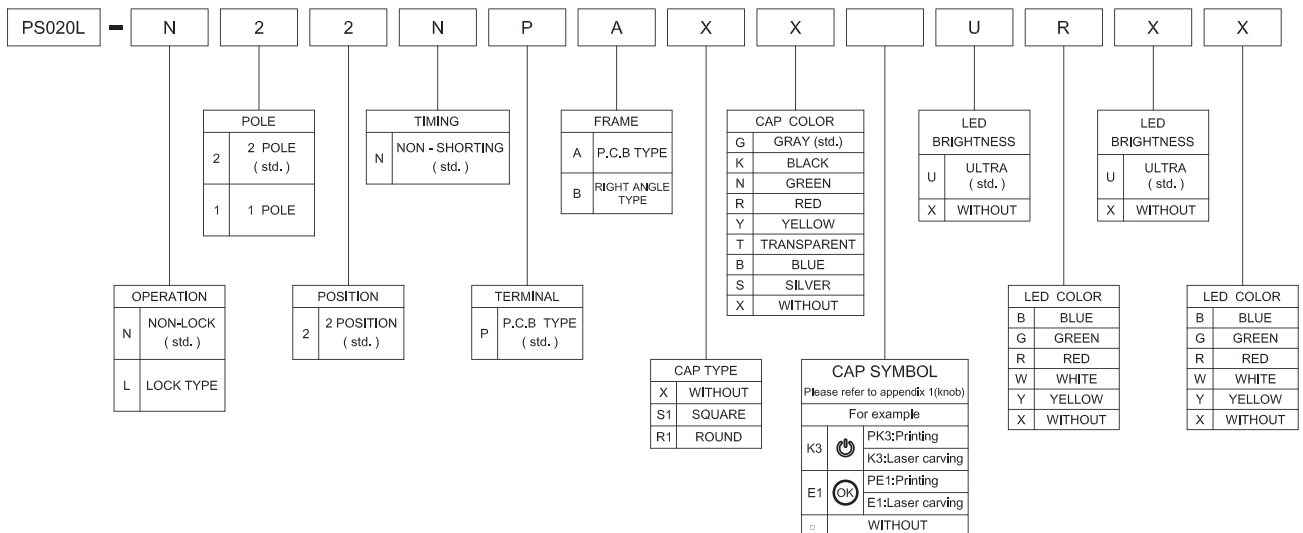 PS020L - N 2 2 N P A X X U R X X
POLE
2 2 POLE
( std. )
1 1 POLE
TIMING
N NON - SHORTING
( std. )
FRAME
A P.C.B TYPE
B RIGHT ANGLE
TYPE
CAP COLOR
G GRAY (std.)
K BLACK
N GREEN
R RED
Y YELLOW
T TRANSPARENT
B BLUE
S SILVER
X WITHOUT
LED
BRIGHTNESS
U ULTRA
( std. )
X WITHOUT
LED
BRIGHTNESS
U ULTRA
( std. )
X WITHOUT
OPERATION
N NON-LOCK
( std. )
L LOCK TYPE
POSITION
2 2 POSITION
( std. )
TERMINAL
P P.C.B TYPE
( std. )
CAP TYPE
X WITHOUT
S1 SQUARE
R1 ROUND
CAP SYMBOL
Please refer to appendix 1(knob)
For example
K3 PK3:Printing
K3:Laser carving
E1 OK PE1:Printing
E1:Laser carving
□ WITHOUT
LED COLOR
B BLUE
G GREEN
R RED
W WHITE
Y YELLOW
X WITHOUT
LED COLOR
B BLUE
G GREEN
R RED
W WHITE
Y YELLOW
X WITHOUT